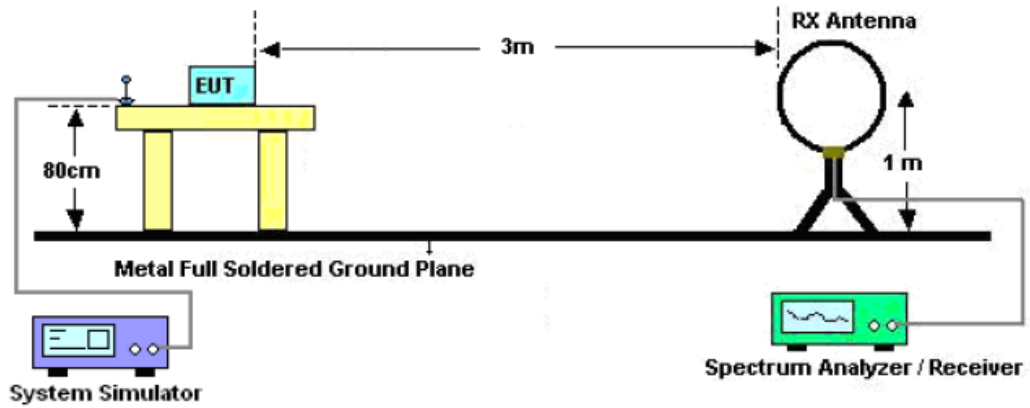 RX Antenna
3m
EUT
80cm
1 m
Metal Full Soldered Ground Plane
Spectrum Analyzer / Receiver
System Simulator